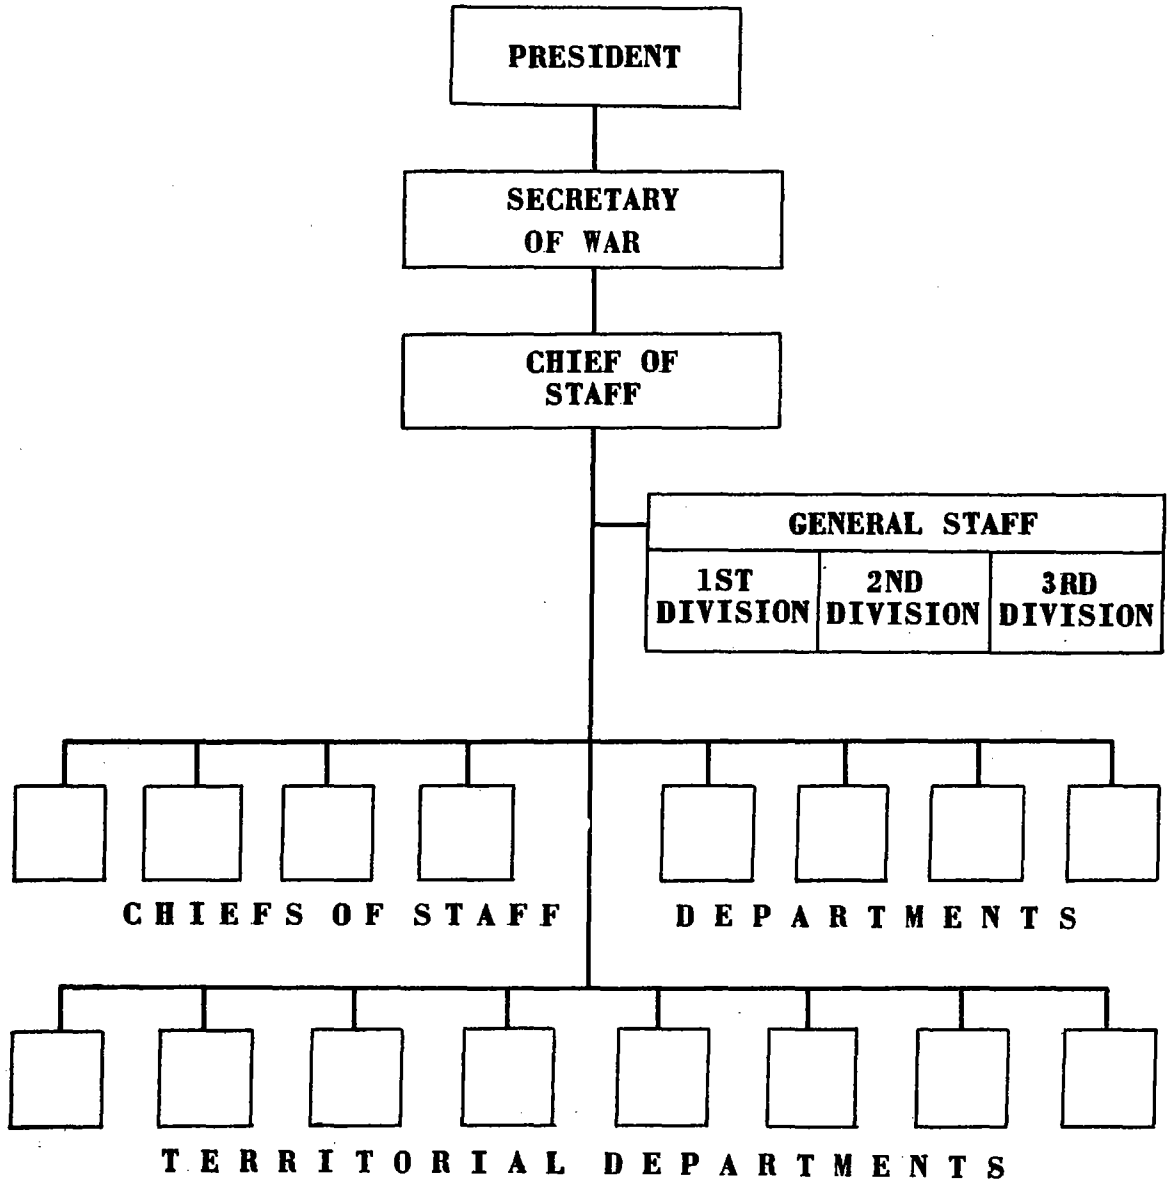 PRESIDENT
SECRETARY
OF WAR
CHIEF OF
STAFF
GENERAL STAFF
1ST
DIVISION
2ND
DIVISION
3RD
DIVISION
CHIEFS OF STAFF DEPARTMENTS
TERRITORIAL DEPARTMENTS